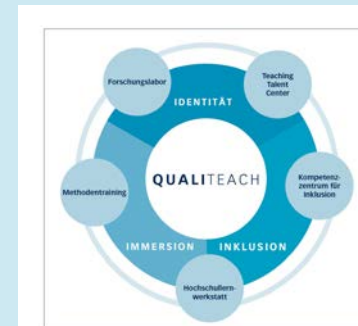 Forschungslabor
Teaching
Talent
Center
IDENTITÄT
QUALITEACH
Methodentraining
Kompetenz-
zentrum für
Inklusion
IMMERSION
INKLUSION
Hochschullern-
werkstatt